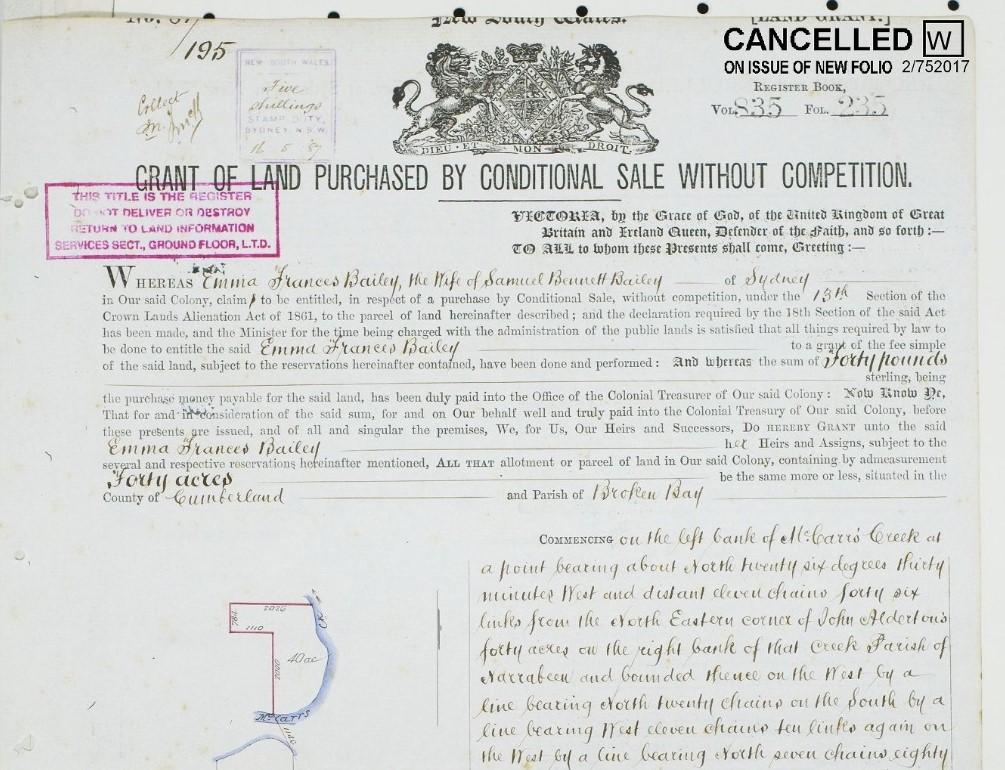 New South Wales.
[LAND GRANT.]
195
CANCELLED W
ON ISSUE OF NEW FOLIO 2/752017
REGISTER BOOK,
VOL. 835 FOL. 235
NEW SOUTH WALES
Five
shillings
STAMP DUTY,
SYDNEY, N.S.W.
Collect
DIEU · ET MON DROIT.
GRANT OF LAND PURCHASED BY CONDITIONAL SALE WITHOUT COMPETITION.
THIS TITLE IS THE REGISTER
DO NOT DELIVER OR DESTROY
RETURN TO LAND INFORMATION
SERVICES SECT., GROUND FLOOR, L.T.D.
VICTORIA, by the Grace of God, of the United Kingdom of Great
Britain and Ireland Queen, Defender of the Faith, and so forth:—
TO ALL to whom these Presents shall come, Greeting:—
WHEREAS Emma Frances Bailey, the Wife of Samuel Bennett Bailey of Sydney
in Our said Colony, claim to be entitled, in respect of a purchase by Conditional Sale, without competition, under the 13th Section of the
Crown Lands Alienation Act of 1861, to the parcel of land hereinafter described; and the declaration required by the 18th Section of the said Act
has been made, and the Minister for the time being charged with the administration of the public lands is satisfied that all things required by law to
be done to entitle the said Emma Frances Bailey to a grant of the fee simple
of the said land, subject to the reservations hereinafter contained, have been done and performed: And whereas the sum of Forty pounds
sterling, being
the purchase money payable for the said land, has been duly paid into the Office of the Colonial Treasurer of Our said Colony: Now Know Ye,
That for and in consideration of the said sum, for and on Our behalf well and truly paid into the Colonial Treasury of Our said Colony, before
these presents are issued, and of all and singular the premises, We, for Us, Our Heirs and Successors, DO HEREBY GRANT unto the said
Emma Frances Bailey her Heirs and Assigns, subject to the
several and respective reservations hereinafter mentioned, ALL THAT allotment or parcel of land in Our said Colony, containing by admeasurement
Forty acres be the same more or less, situated in the
County of Cumberland and Parish of Broken Bay
COMMENCING on the left bank of McCarrs Creek at
a point bearing about North twenty six degrees thirty
minutes West and distant eleven chains forty six
links from the North Eastern corner of John Alderton's
forty acres on the right bank of that Creek Parish of
Narrabeen and bounded thence on the West by a
line bearing North twenty chains on the South by a
line bearing West eleven chains ten links again on
the West by a line bearing North seven chains eighty
2026
784
1110
CK
40ac
2000
McCarrs
1146